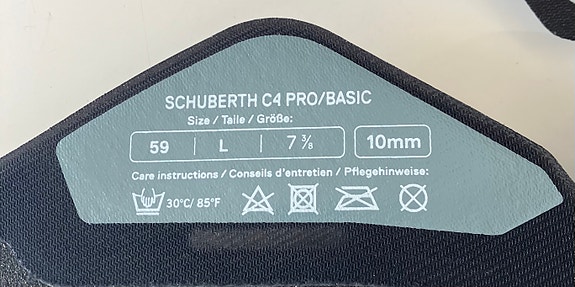 SCHUBERTH C4 PRO/BASIC
Size / Taille / Größe:
59 | L | 7 3/8 10mm
Care instructions / Conseils d'entretien / Pflegehinweise:
30°C/ 85°F